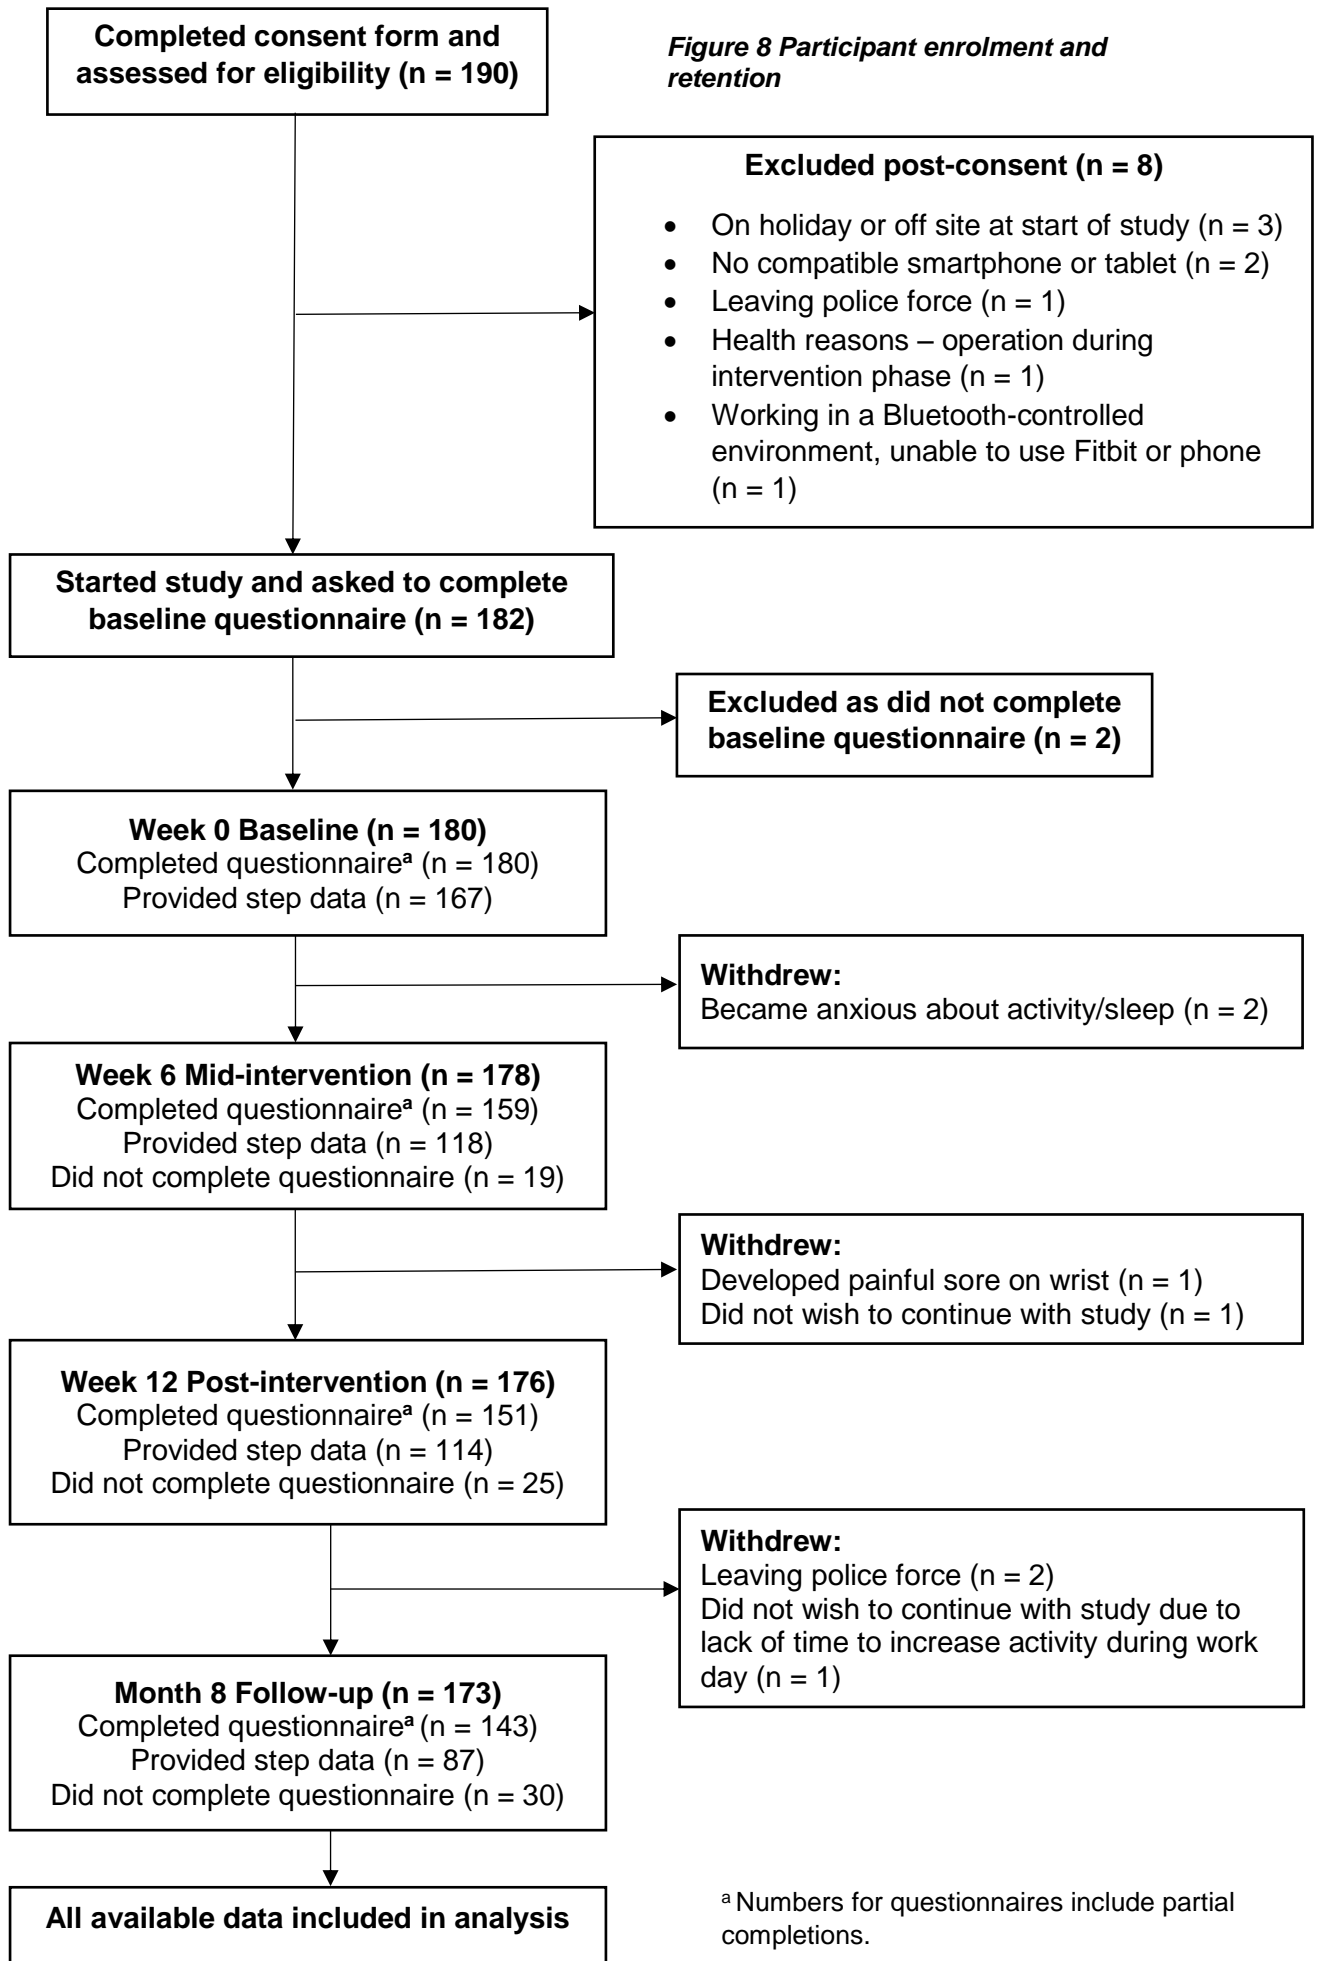 Completed consent form and
assessed for eligibility (n = 190)
Figure 8 Participant enrolment and
retention
Excluded post-consent (n = 8)
• On holiday or off site at start of study (n = 3)
• No compatible smartphone or tablet (n = 2)
• Leaving police force (n = 1)
• Health reasons – operation during
intervention phase (n = 1)
• Working in a Bluetooth-controlled
environment, unable to use Fitbit or phone
(n = 1)
Started study and asked to complete
baseline questionnaire (n = 182)
Excluded as did not complete
baseline questionnaire (n = 2)
Week 0 Baseline (n = 180)
Completed questionnaireᵃ (n = 180)
Provided step data (n = 167)
Withdrew:
Became anxious about activity/sleep (n = 2)
Week 6 Mid-intervention (n = 178)
Completed questionnaireᵃ (n = 159)
Provided step data (n = 118)
Did not complete questionnaire (n = 19)
Withdrew:
Developed painful sore on wrist (n = 1)
Did not wish to continue with study (n = 1)
Week 12 Post-intervention (n = 176)
Completed questionnaireᵃ (n = 151)
Provided step data (n = 114)
Did not complete questionnaire (n = 25)
Withdrew:
Leaving police force (n = 2)
Did not wish to continue with study due to
lack of time to increase activity during work
day (n = 1)
Month 8 Follow-up (n = 173)
Completed questionnaireᵃ (n = 143)
Provided step data (n = 87)
Did not complete questionnaire (n = 30)
All available data included in analysis
ᵃ Numbers for questionnaires include partial
completions.